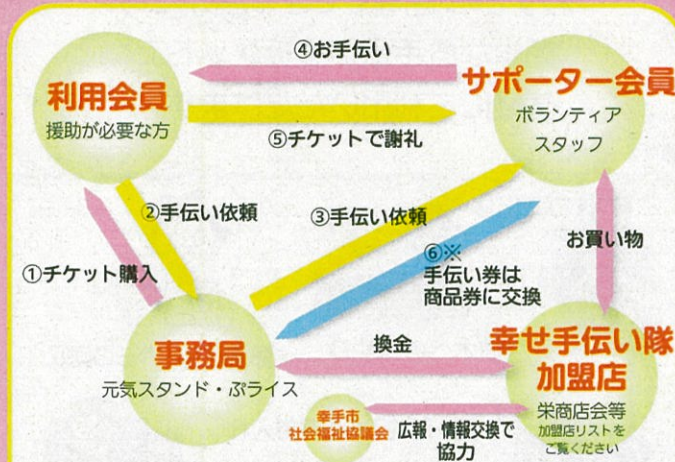 ④お手伝い
利用会員
援助が必要な方
サポーター会員
ボランティア
スタッフ
⑤チケットで謝礼
②手伝い依頼
③手伝い依頼
①チケット購入
⑥※
手伝い券は
商品券に交換
お買い物
事務局
元気スタンド・ぷライス
換金
幸せ手伝い隊
加盟店
栄商店会等
加盟店リストを
ご覧ください
幸手市
社会福祉協議会
広報・情報交換で
協力